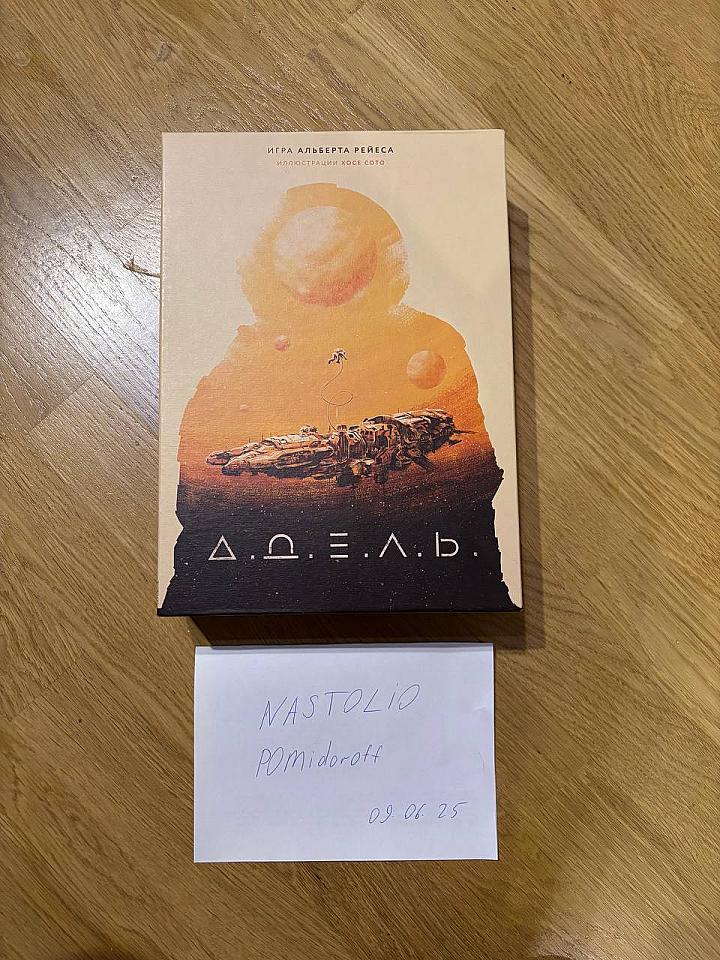 ИГРА АЛЬБЕРТА РЕЙЕСА
ИЛЛЮСТРАЦИИ ХОСЕ СОТО
А.Д.Е.Л.Ь.
NASTOLIO
POMidoroff
09.06.25